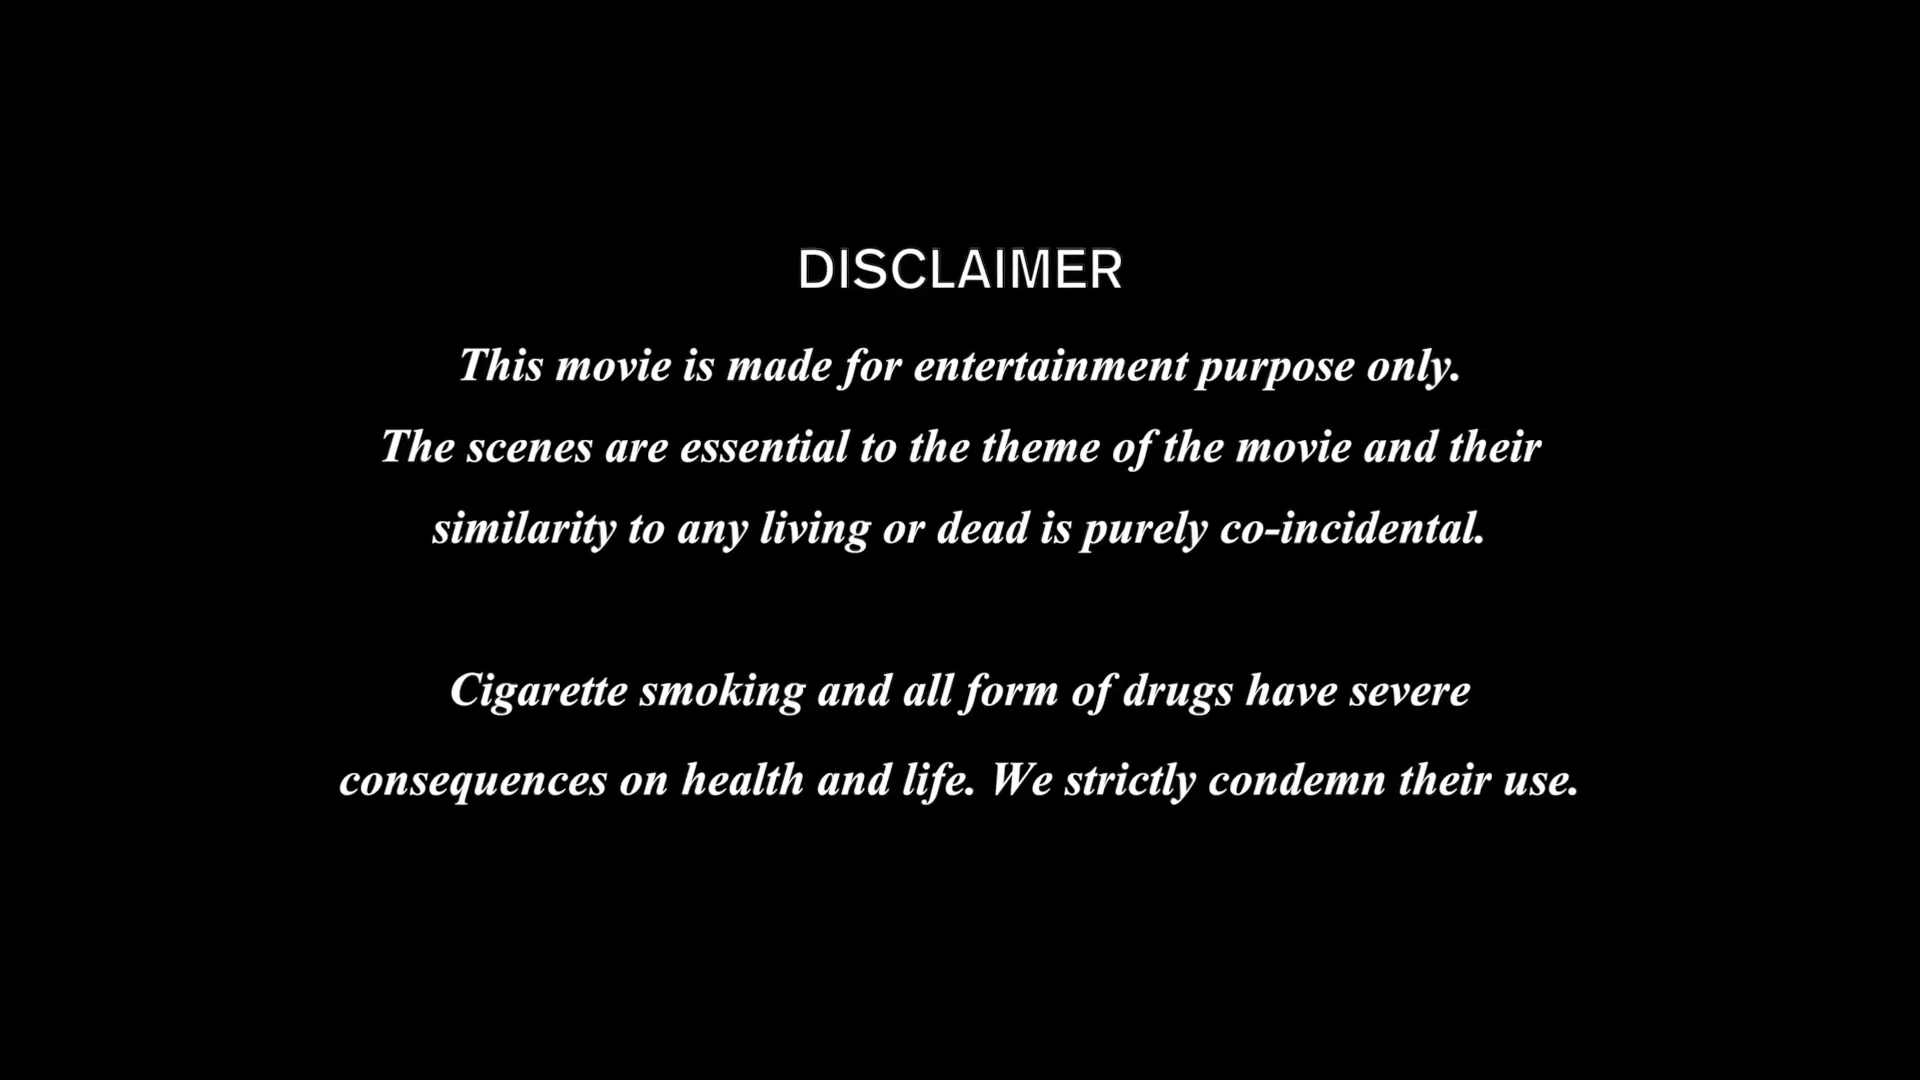 DISCLAIMER
This movie is made for entertainment purpose only.
The scenes are essential to the theme of the movie and their
similarity to any living or dead is purely co-incidental.
Cigarette smoking and all form of drugs have severe
consequences on health and life. We strictly condemn their use.